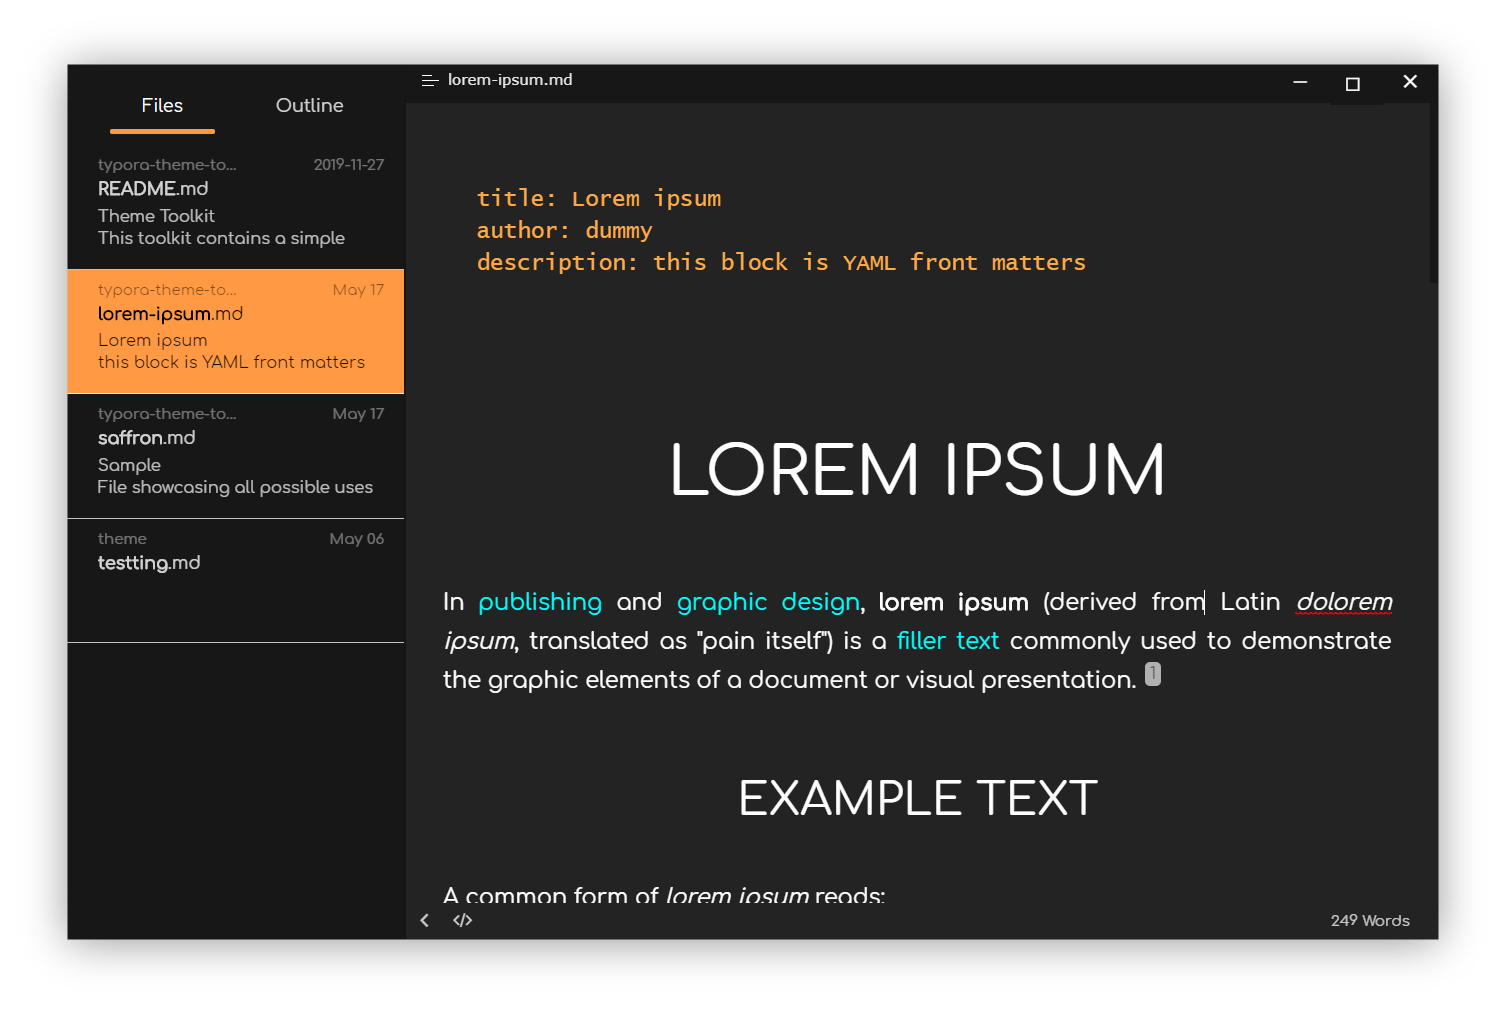 Files Outline
typora-theme-to... 2019-11-27
README.md
Theme Toolkit
This toolkit contains a simple
typora-theme-to... May 17
lorem-ipsum.md
Lorem ipsum
this block is YAML front matters
typora-theme-to... May 17
saffron.md
Sample
File showcasing all possible uses
theme May 06
testting.md
lorem-ipsum.md
title: Lorem ipsum
author: dummy
description: this block is YAML front matters
LOREM IPSUM
In publishing and graphic design, lorem ipsum (derived from Latin dolorem
ipsum, translated as "pain itself") is a filler text commonly used to demonstrate
the graphic elements of a document or visual presentation. 1
EXAMPLE TEXT
A common form of lorem ipsum reads:
249 Words